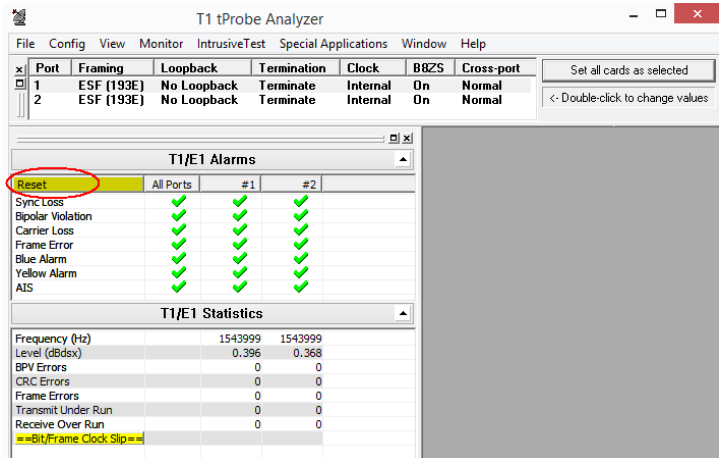 T1 tProbe Analyzer
File Config View Monitor IntrusiveTest Special Applications Window Help
Port Framing Loopback Termination Clock B8ZS Cross-port
1 ESF (193E) No Loopback Terminate Internal On Normal
2 ESF (193E) No Loopback Terminate Internal On Normal
Set all cards as selected
<- Double-click to change values
T1/E1 Alarms
Reset All Ports #1 #2
Sync Loss
Bipolar Violation
Carrier Loss
Frame Error
Blue Alarm
Yellow Alarm
AIS
T1/E1 Statistics
Frequency (Hz) 1543999 1543999
Level (dBdsx) 0.396 0.368
BPV Errors 0 0
CRC Errors 0 0
Frame Errors 0 0
Transmit Under Run 0 0
Receive Over Run 0 0
==Bit/Frame Clock Slip==